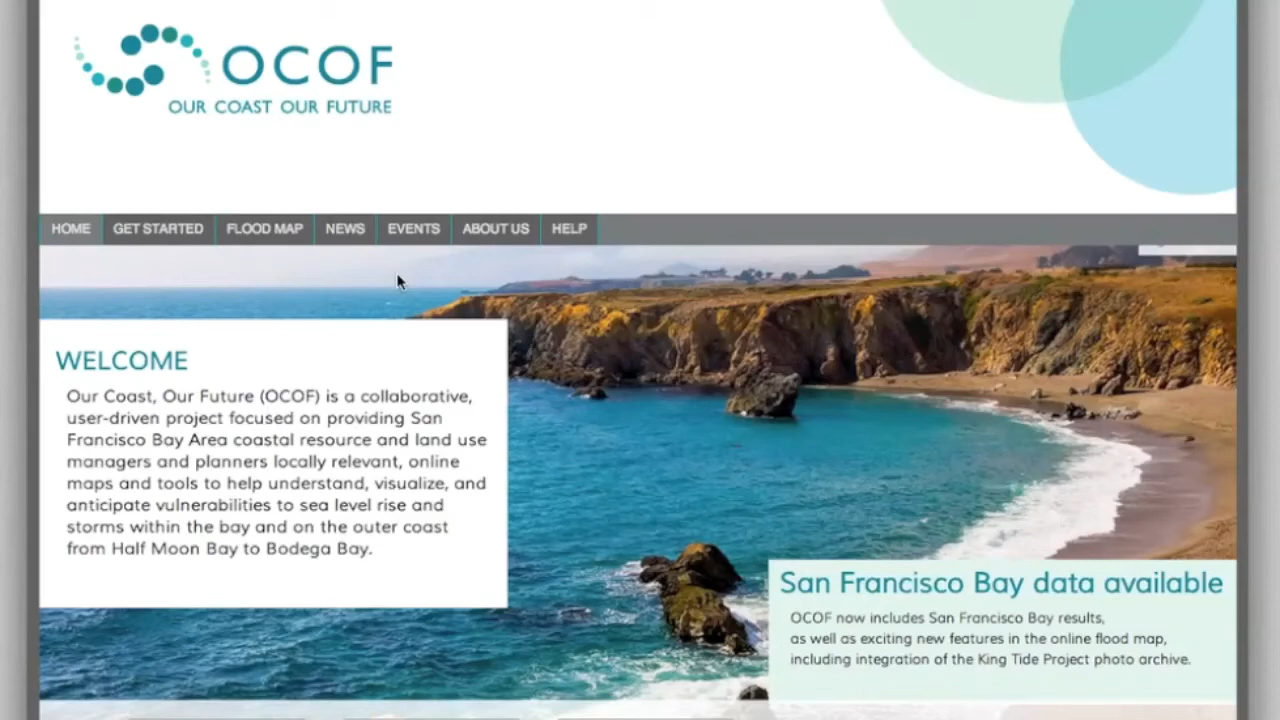 OCOF
OUR COAST OUR FUTURE
HOME GET STARTED FLOOD MAP NEWS EVENTS ABOUT US HELP
WELCOME
Our Coast, Our Future (OCOF) is a collaborative,
user-driven project focused on providing San
Francisco Bay Area coastal resource and land use
managers and planners locally relevant, online
maps and tools to help understand, visualize, and
anticipate vulnerabilities to sea level rise and
storms within the bay and on the outer coast
from Half Moon Bay to Bodega Bay.
San Francisco Bay data available
OCOF now includes San Francisco Bay results,
as well as exciting new features in the online flood map,
including integration of the King Tide Project photo archive.